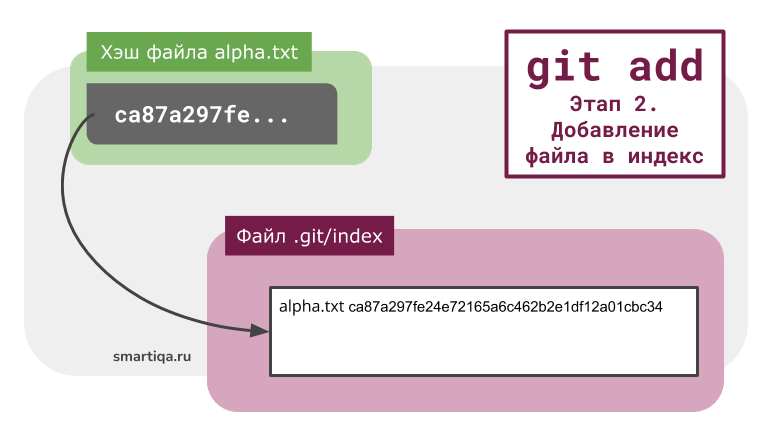 Хэш файла alpha.txt
ca87a297fe...
git add
Этап 2.
Добавление
файла в индекс
Файл .git/index
alpha.txt ca87a297fe24e72165a6c462b2e1df12a01cbc34
smartiqa.ru